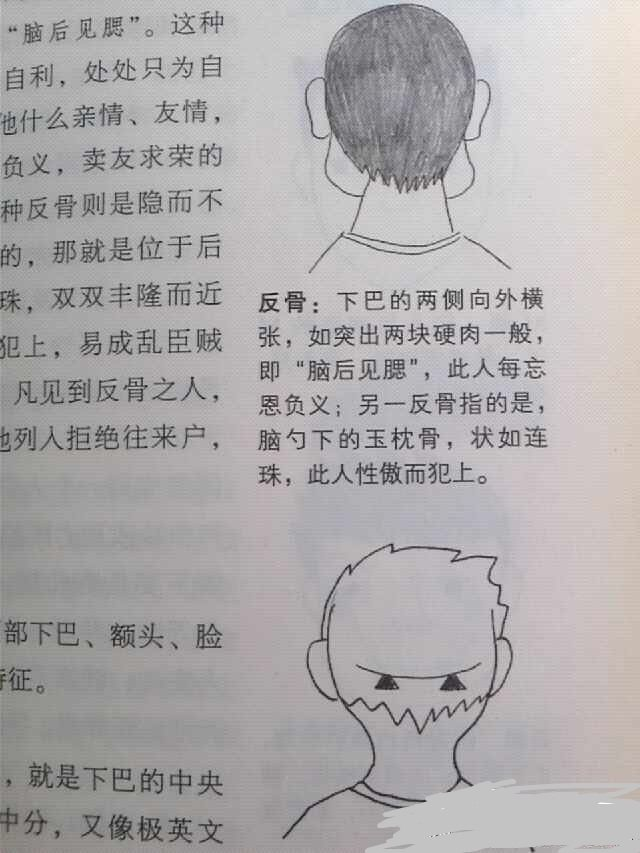 “脑后见腮”。这种
自利，处处只为自
他什么亲情、友情，
负义，卖友求荣的
种反骨则是隐而不
的，那就是位于后
珠，双双丰隆而近
犯上，易成乱臣贼
凡见到反骨之人，
他列入拒绝往来户，
部下巴、额头、脸
特征。
，就是下巴的中央
中分，又像极英文
反骨：下巴的两侧向外横
张，如突出两块硬肉一般，
即“脑后见腮”，此人每忘
恩负义；另一反骨指的是，
脑勺下的玉枕骨，状如连
珠，此人性傲而犯上。